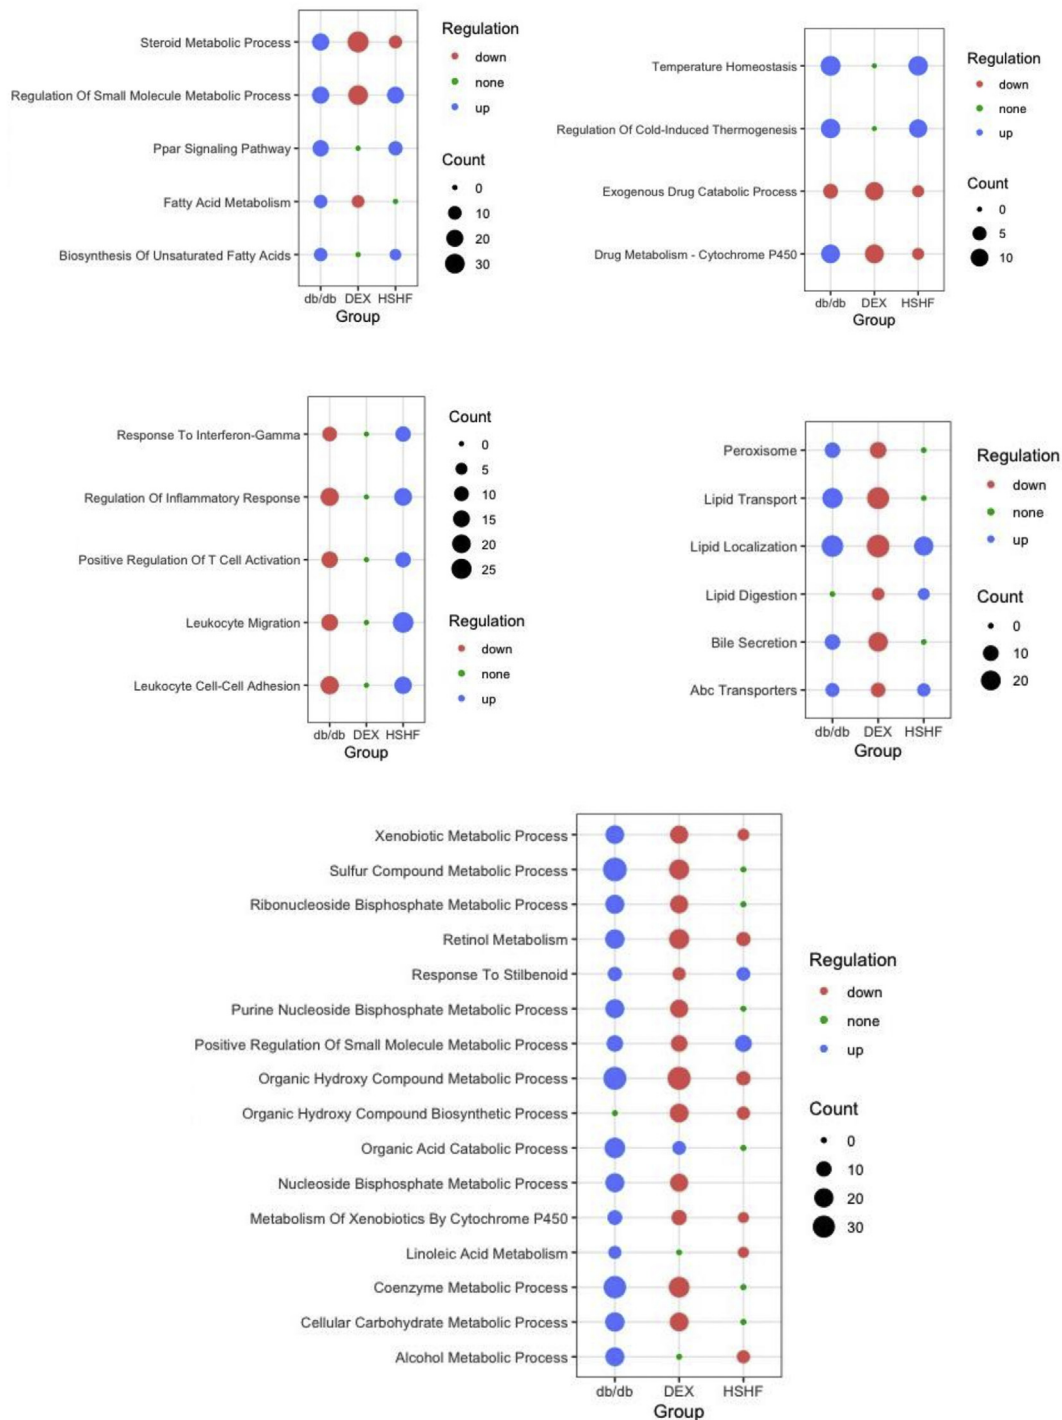 Steroid Metabolic Process
Regulation Of Small Molecule Metabolic Process
Ppar Signaling Pathway
Fatty Acid Metabolism
Biosynthesis Of Unsaturated Fatty Acids
db/db DEX HSHF
Group
Regulation
down
none
up
Count
0
10
20
30
Temperature Homeostasis
Regulation Of Cold-Induced Thermogenesis
Exogenous Drug Catabolic Process
Drug Metabolism - Cytochrome P450
db/db DEX HSHF
Group
Regulation
down
none
up
Count
0
5
10
Response To Interferon-Gamma
Regulation Of Inflammatory Response
Positive Regulation Of T Cell Activation
Leukocyte Migration
Leukocyte Cell-Cell Adhesion
db/db DEX HSHF
Group
Count
0
5
10
15
20
25
Regulation
down
none
up
Peroxisome
Lipid Transport
Lipid Localization
Lipid Digestion
Bile Secretion
Abc Transporters
db/db DEX HSHF
Group
Regulation
down
none
up
Count
0
10
20
Xenobiotic Metabolic Process
Sulfur Compound Metabolic Process
Ribonucleoside Bisphosphate Metabolic Process
Retinol Metabolism
Response To Stilbenoid
Purine Nucleoside Bisphosphate Metabolic Process
Positive Regulation Of Small Molecule Metabolic Process
Organic Hydroxy Compound Metabolic Process
Organic Hydroxy Compound Biosynthetic Process
Organic Acid Catabolic Process
Nucleoside Bisphosphate Metabolic Process
Metabolism Of Xenobiotics By Cytochrome P450
Linoleic Acid Metabolism
Coenzyme Metabolic Process
Cellular Carbohydrate Metabolic Process
Alcohol Metabolic Process
db/db DEX HSHF
Group
Regulation
down
none
up
Count
0
10
20
30